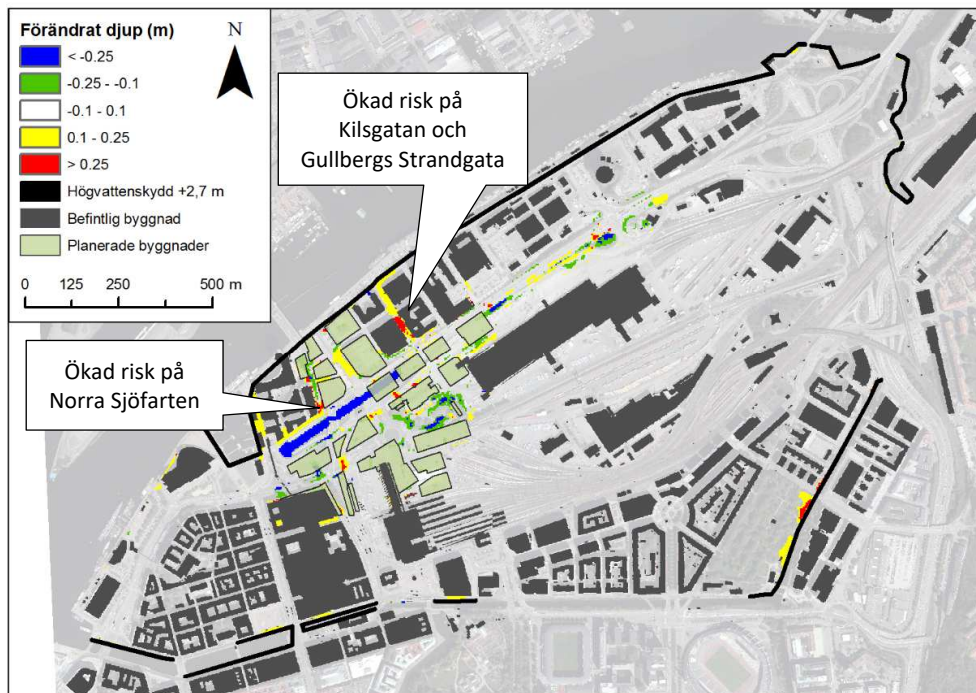 Förändrat djup (m)
N
< -0.25
-0.25 - -0.1
-0.1 - 0.1
0.1 - 0.25
> 0.25
Högvattenskydd +2,7 m
Befintlig byggnad
Planerade byggnader
0 125 250 500 m
Ökad risk på
Kilsgatan och
Gullbergs Strandgata
Ökad risk på
Norra Sjöfarten